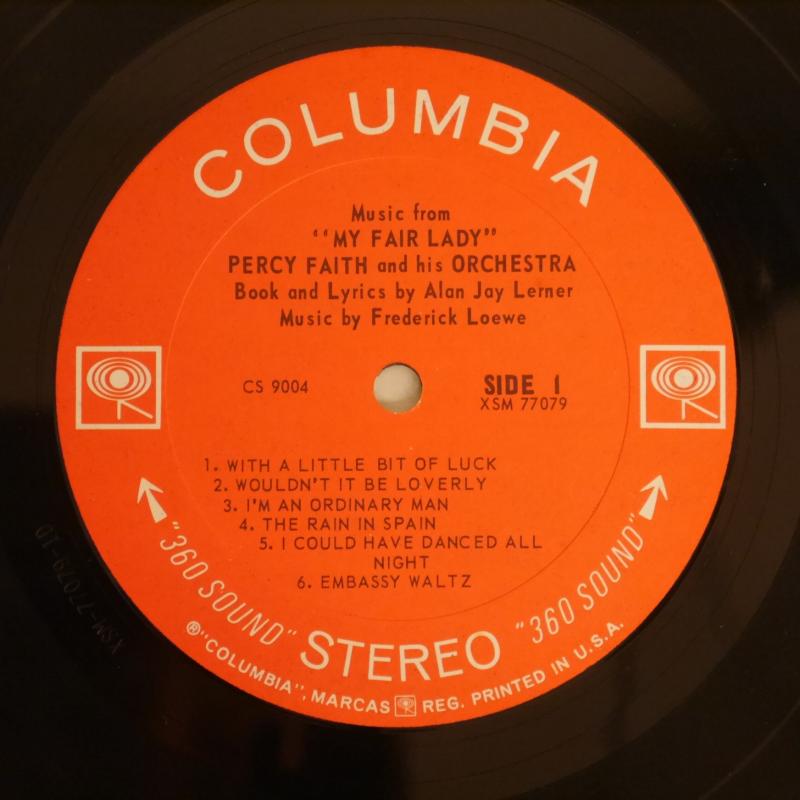 COLUMBIA
Music from
"MY FAIR LADY"
PERCY FAITH and his ORCHESTRA
Book and Lyrics by Alan Jay Lerner
Music by Frederick Loewe
CS 9004
SIDE 1
XSM 77079
1. WITH A LITTLE BIT OF LUCK
2. WOULDN'T IT BE LOVERLY
3. I'M AN ORDINARY MAN
4. THE RAIN IN SPAIN
5. I COULD HAVE DANCED ALL
NIGHT
6. EMBASSY WALTZ
"360 SOUND" STEREO "360 SOUND"
®"COLUMBIA", MARCAS REG. PRINTED IN U.S.A.
XSM-77079-1D